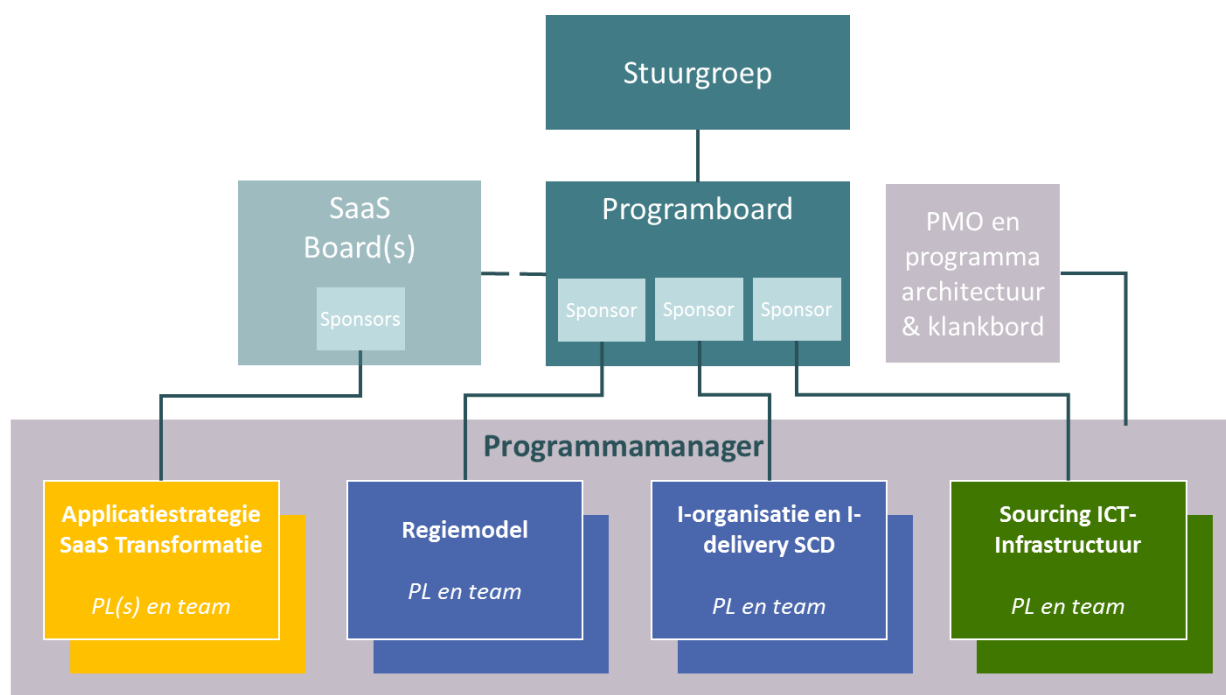 Stuurgroep
SaaS
Board(s)
Sponsors
Programboard
Sponsor
Sponsor
Sponsor
PMO en
programma
architectuur
& klankbord
Programmamanager
Applicatiestrategie
SaaS Transformatie
PL(s) en team
Regiemodel
PL en team
I-organisatie en I-
delivery SCD
PL en team
Sourcing ICT-
Infrastructuur
PL en team